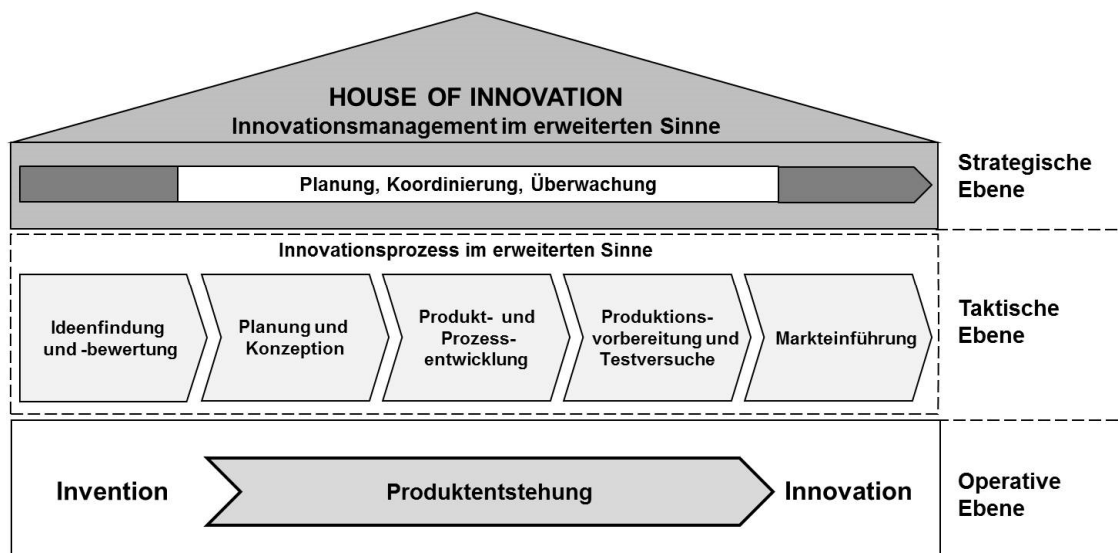 HOUSE OF INNOVATION
Innovationsmanagement im erweiterten Sinne
Planung, Koordinierung, Überwachung
Strategische
Ebene
Innovationsprozess im erweiterten Sinne
Ideenfindung
und -bewertung
Planung und
Konzeption
Produkt- und
Prozess-
entwicklung
Produktions-
vorbereitung und
Testversuche
Markteinführung
Taktische
Ebene
Invention
Produktentstehung
Innovation
Operative
Ebene